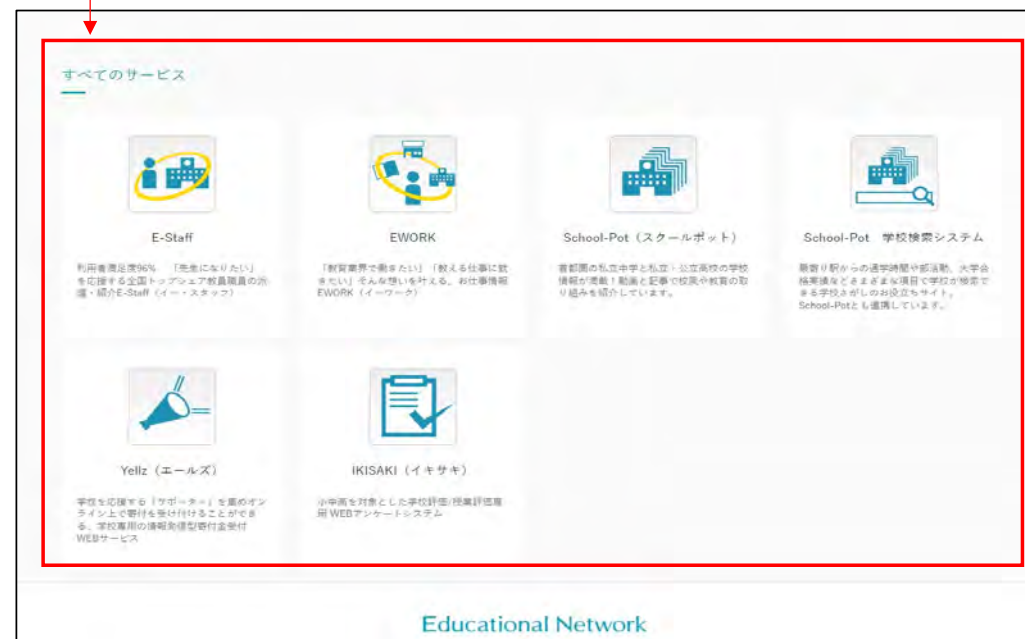 すべてのサービス
E-Staff
利用者満足度96% 「先生になりたい」
を応援する全国トップシェア教員職員の派
遣・紹介E-Staff（イー・スタッフ）
EWORK
「教育業界で働きたい」「教える仕事に就
きたい」そんな想いを叶える、お仕事情報
EWORK（イーワーク）
School-Pot（スクールポット）
首都圏の私立中学と私立・公立高校の学校
情報が満載！動画と記事で校風や教育の取
り組みを紹介しています。
School-Pot 学校検索システム
最寄り駅からの通学時間や部活動、大学合
格実績などさまざまな項目で学校が検索で
きる学校さがしのお役立ちサイト。
School-Potとも連携しています。
Yellz（エールズ）
学校を応援する「サポーター」を集めオン
ライン上で寄付を受け付けることができ
る、学校専用の情報発信型寄付金受付
WEBサービス
IKISAKI（イキサキ）
小中高を対象とした学校評価/授業評価専
用 WEBアンケートシステム
Educational Network